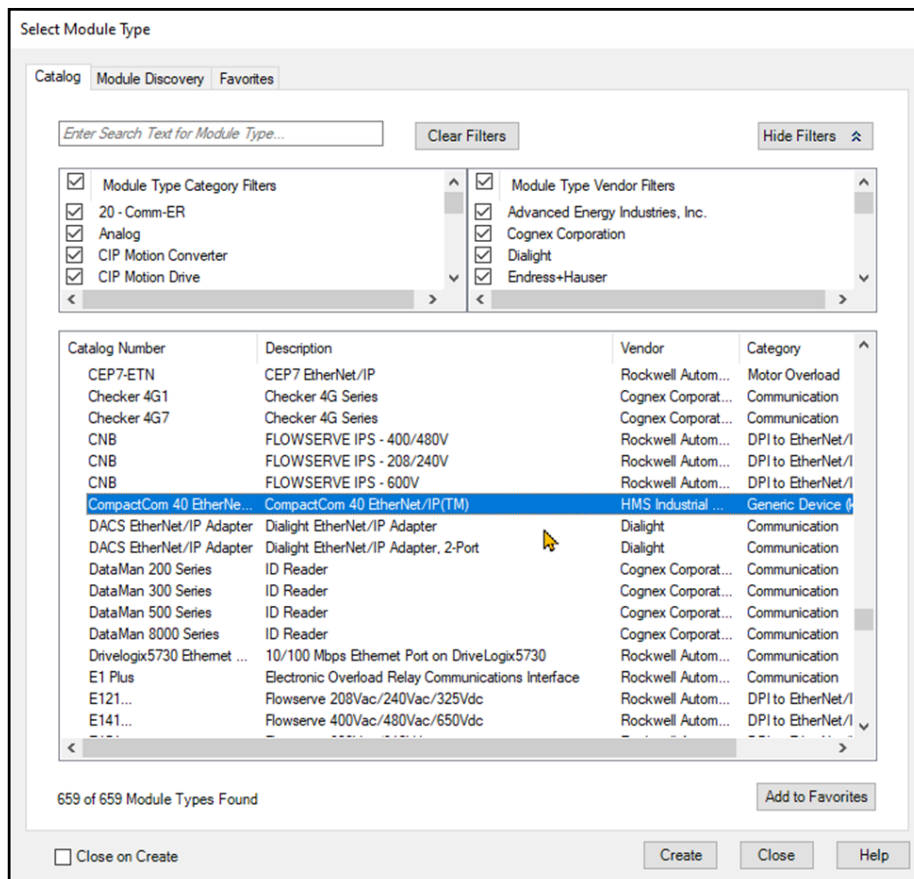 Select Module Type
Catalog Module Discovery Favorites
Enter Search Text for Module Type... Clear Filters Hide Filters
Module Type Category Filters
20 - Comm-ER
Analog
CIP Motion Converter
CIP Motion Drive
Module Type Vendor Filters
Advanced Energy Industries, Inc.
Cognex Corporation
Dialight
Endress+Hauser
Catalog Number Description Vendor Category
CEP7-ETN CEP7 EtherNet/IP Rockwell Autom... Motor Overload
Checker 4G1 Checker 4G Series Cognex Corporat... Communication
Checker 4G7 Checker 4G Series Cognex Corporat... Communication
CNB FLOWSERVE IPS - 400/480V Rockwell Autom... DPI to EtherNet/I
CNB FLOWSERVE IPS - 208/240V Rockwell Autom... DPI to EtherNet/I
CNB FLOWSERVE IPS - 600V Rockwell Autom... DPI to EtherNet/I
CompactCom 40 EtherNe... CompactCom 40 EtherNet/IP(TM) HMS Industrial ... Generic Device (k
DACS EtherNet/IP Adapter Dialight EtherNet/IP Adapter Dialight Communication
DACS EtherNet/IP Adapter Dialight EtherNet/IP Adapter, 2-Port Dialight Communication
DataMan 200 Series ID Reader Cognex Corporat... Communication
DataMan 300 Series ID Reader Cognex Corporat... Communication
DataMan 500 Series ID Reader Cognex Corporat... Communication
DataMan 8000 Series ID Reader Cognex Corporat... Communication
Drivelogix5730 Ethernet ... 10/100 Mbps Ethernet Port on DriveLogix5730 Rockwell Autom... Communication
E1 Plus Electronic Overload Relay Communications Interface Rockwell Autom... Communication
E121... Flowserve 208Vac/240Vac/325Vdc Rockwell Autom... DPI to EtherNet/I
E141... Flowserve 400Vac/480Vac/650Vdc Rockwell Autom... DPI to EtherNet/I
659 of 659 Module Types Found Add to Favorites
Close on Create Create Close Help